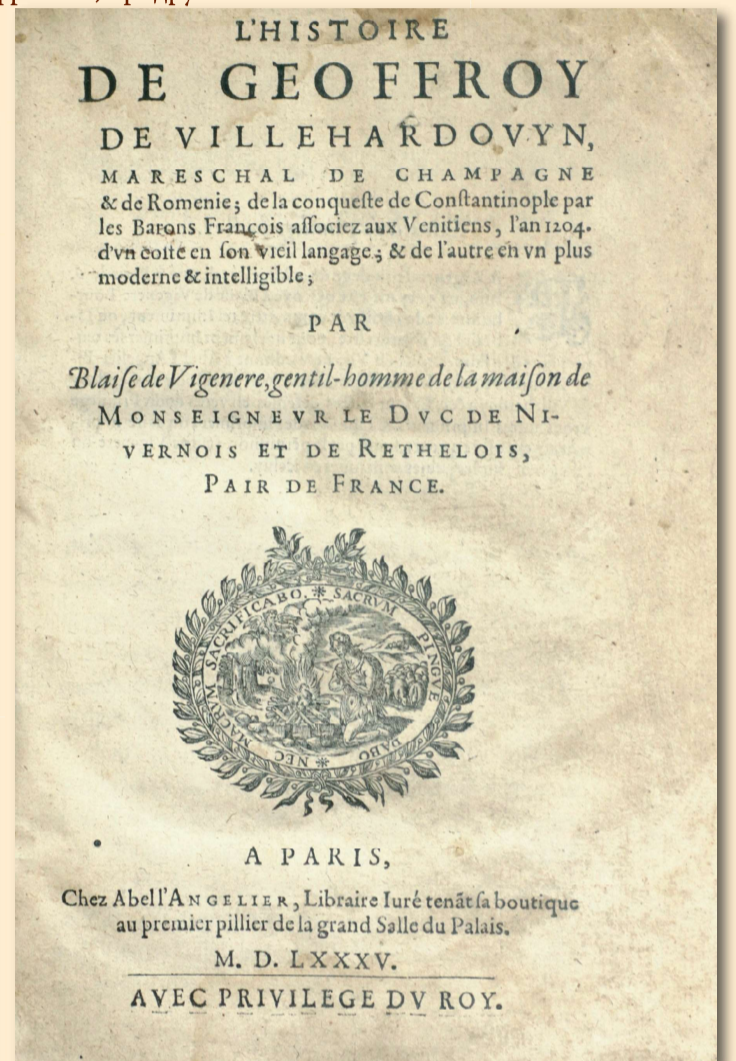 L'HISTOIRE
DE GEOFFROY
DE VILLEHARDOVYN,
MARESCHAL DE CHAMPAGNE
& de Romenie; de la conqueſte de Conſtantinople par
les Barons François aſſociez aux Venitiens, l'an 1204.
d'vn coſté en ſon vieil langage; & de l'autre en vn plus
moderne & intelligible;
PAR
Blaiſe de Vigenere, gentil-homme de la maiſon de
MONSEIGNEVR LE DVC DE NI-
VERNOIS ET DE RETHELOIS,
PAIR DE FRANCE.
SACRVM PINGVE DABO * NEC MACRVM SACRIFICABO. *
A PARIS,
Chez Abel l'ANGELIER, Libraire Iuré tenãt ſa boutique
au premier pillier de la grand Salle du Palais.
M. D. LXXXV.
AVEC PRIVILEGE DV ROY.